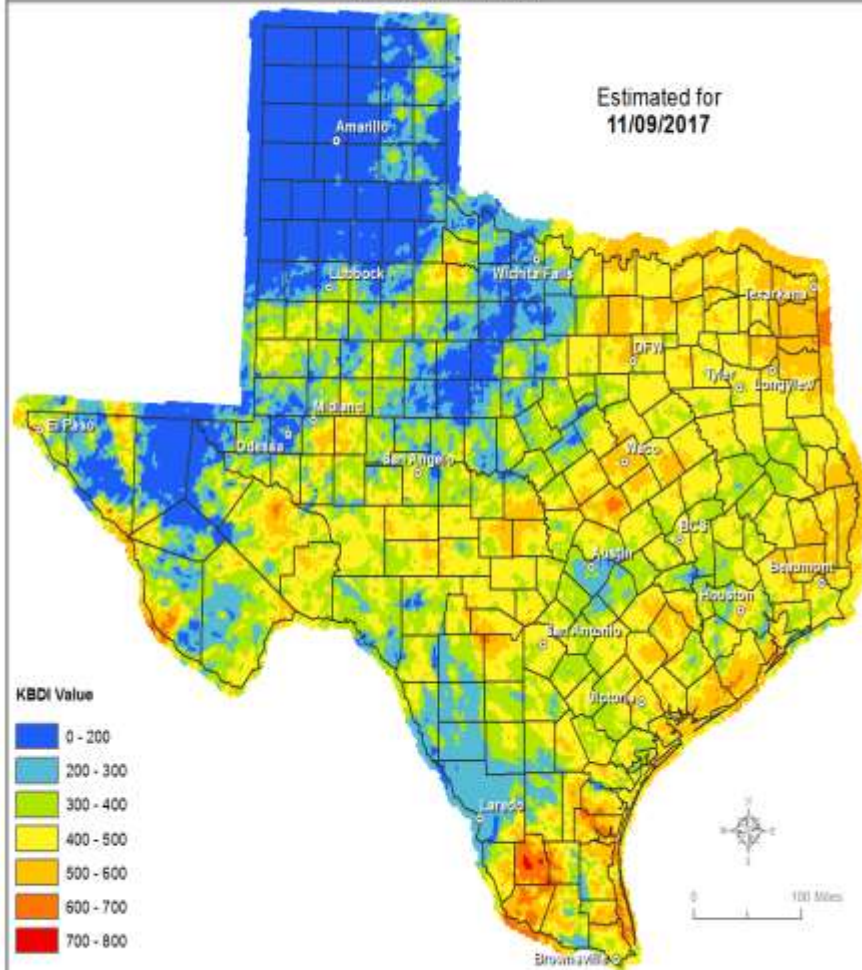 Estimated for
11/09/2017
Amarillo
Lubbock
Wichita Falls
Texarkana
DFW
Tyler
Longview
El Paso
Midland
Odessa
San Angelo
Waco
BCS
Austin
Beaumont
Houston
San Antonio
Victoria
Laredo
Brownsville
KBDI Value
0 - 200
200 - 300
300 - 400
400 - 500
500 - 600
600 - 700
700 - 800
0 100 Miles